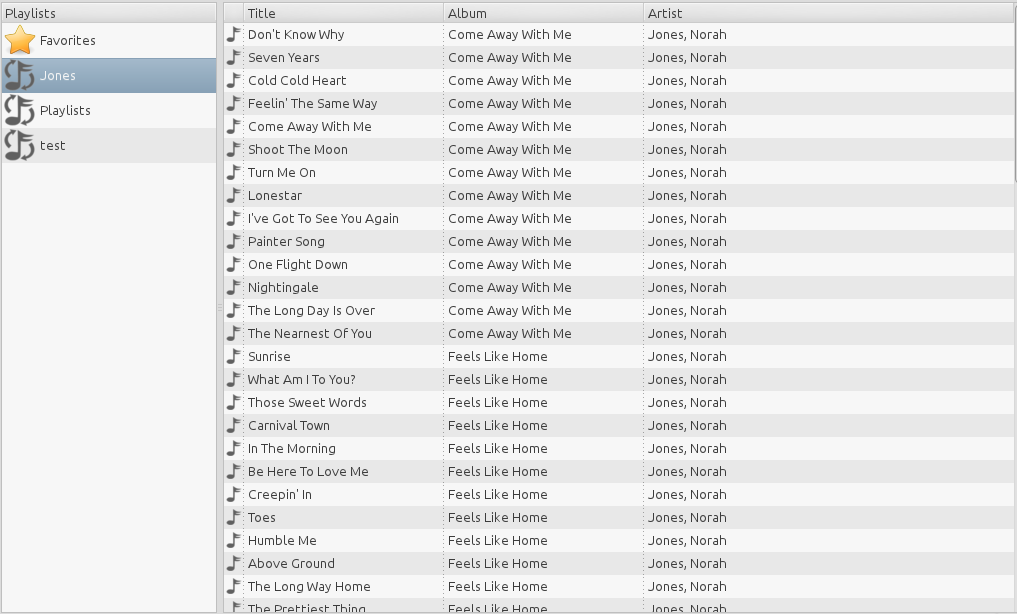 Playlists
Favorites
Jones
Playlists
test
Title Album Artist
Don't Know Why Come Away With Me Jones, Norah
Seven Years Come Away With Me Jones, Norah
Cold Cold Heart Come Away With Me Jones, Norah
Feelin' The Same Way Come Away With Me Jones, Norah
Come Away With Me Come Away With Me Jones, Norah
Shoot The Moon Come Away With Me Jones, Norah
Turn Me On Come Away With Me Jones, Norah
Lonestar Come Away With Me Jones, Norah
I've Got To See You Again Come Away With Me Jones, Norah
Painter Song Come Away With Me Jones, Norah
One Flight Down Come Away With Me Jones, Norah
Nightingale Come Away With Me Jones, Norah
The Long Day Is Over Come Away With Me Jones, Norah
The Nearnest Of You Come Away With Me Jones, Norah
Sunrise Feels Like Home Jones, Norah
What Am I To You? Feels Like Home Jones, Norah
Those Sweet Words Feels Like Home Jones, Norah
Carnival Town Feels Like Home Jones, Norah
In The Morning Feels Like Home Jones, Norah
Be Here To Love Me Feels Like Home Jones, Norah
Creepin' In Feels Like Home Jones, Norah
Toes Feels Like Home Jones, Norah
Humble Me Feels Like Home Jones, Norah
Above Ground Feels Like Home Jones, Norah
The Long Way Home Feels Like Home Jones, Norah
The Prettiest Thing Feels Like Home Jones, Norah